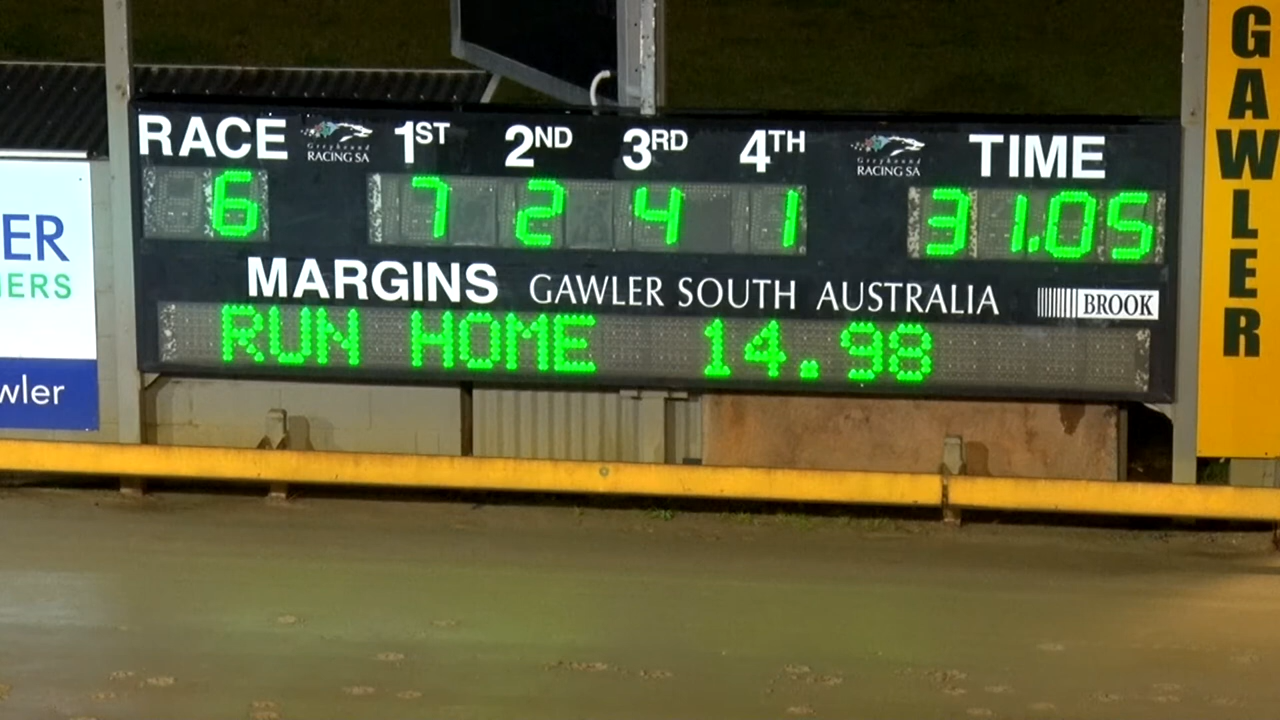 RACE Greyhound RACING SA 1ST 2ND 3RD 4TH Greyhound RACING SA TIME
6 7 2 4 1 31.05
MARGINS GAWLER SOUTH AUSTRALIA BROOK
RUN HOME 14.98
ER
ERS
wler
GAWLER